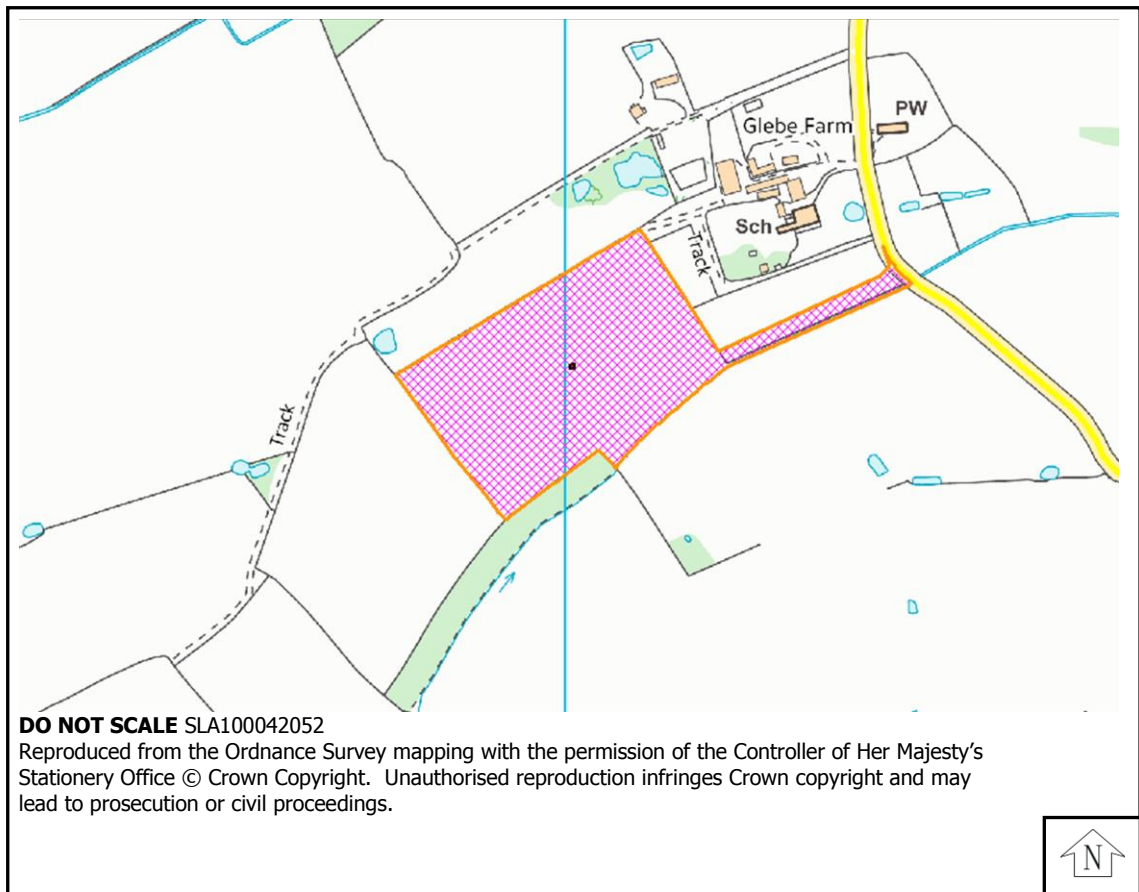 PW
Glebe Farm
Sch
Track
Track
DO NOT SCALE SLA100042052
Reproduced from the Ordnance Survey mapping with the permission of the Controller of Her Majesty's
Stationery Office © Crown Copyright. Unauthorised reproduction infringes Crown copyright and may
lead to prosecution or civil proceedings.
N